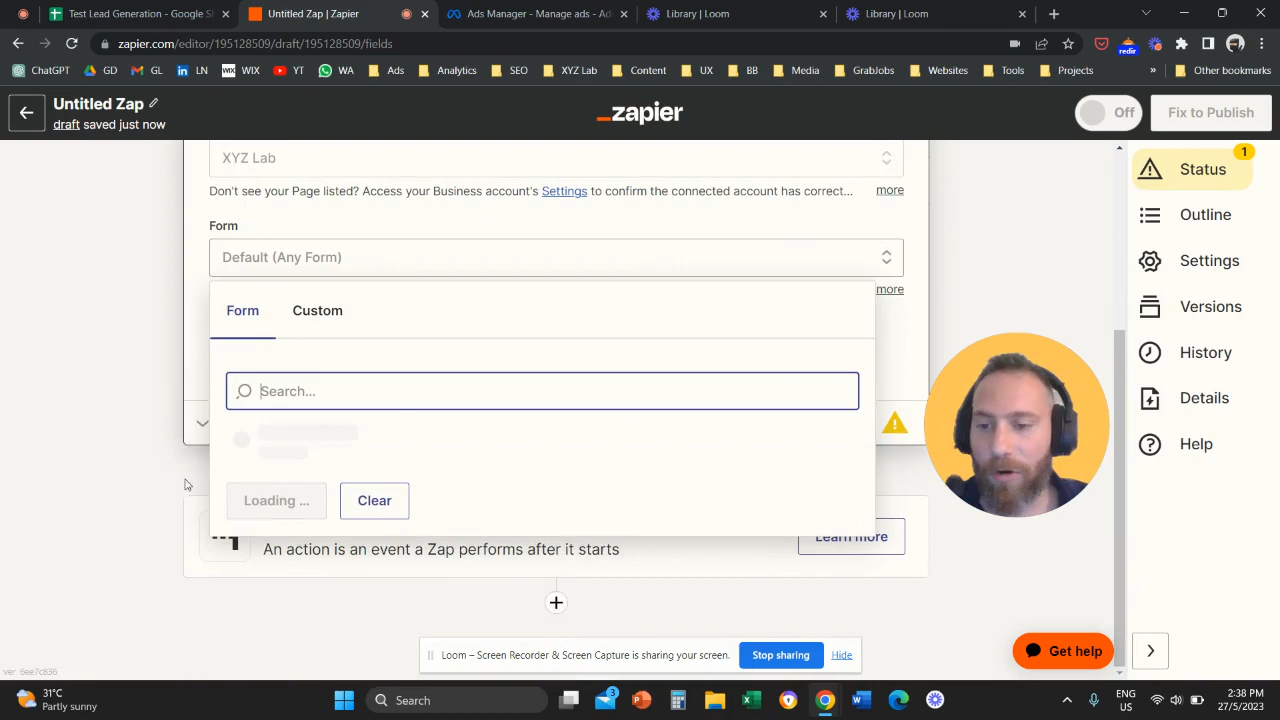 Test Lead Generation - Google S
Untitled Zap | Zapier
Ads Manager - Manage ads - Ad
Library | Loom
Library | Loom
zapier.com/editor/195128509/draft/195128509/fields
redir
ChatGPT GD GL LN WIX YT WA Ads Analytics SEO XYZ Lab Content UX BB Media GrabJobs Websites Tools Projects » Other bookmarks
Untitled Zap
draft saved just now
_zapier
Off
Fix to Publish
XYZ Lab
Don't see your Page listed? Access your Business account's Settings to confirm the connected account has correct... more
Form
Default (Any Form)
more
Form Custom
Search...
Loading ... Clear
An action is an event a Zap performs after it starts
Learn more
1
Status
Outline
Settings
Versions
History
Details
Help
Get help
Loom – Screen Recorder & Screen Capture is sharing your screen. Stop sharing Hide
ver. 6ee7c836
31°C
Partly sunny
Search
3
ENG
US
2:38 PM
27/5/2023